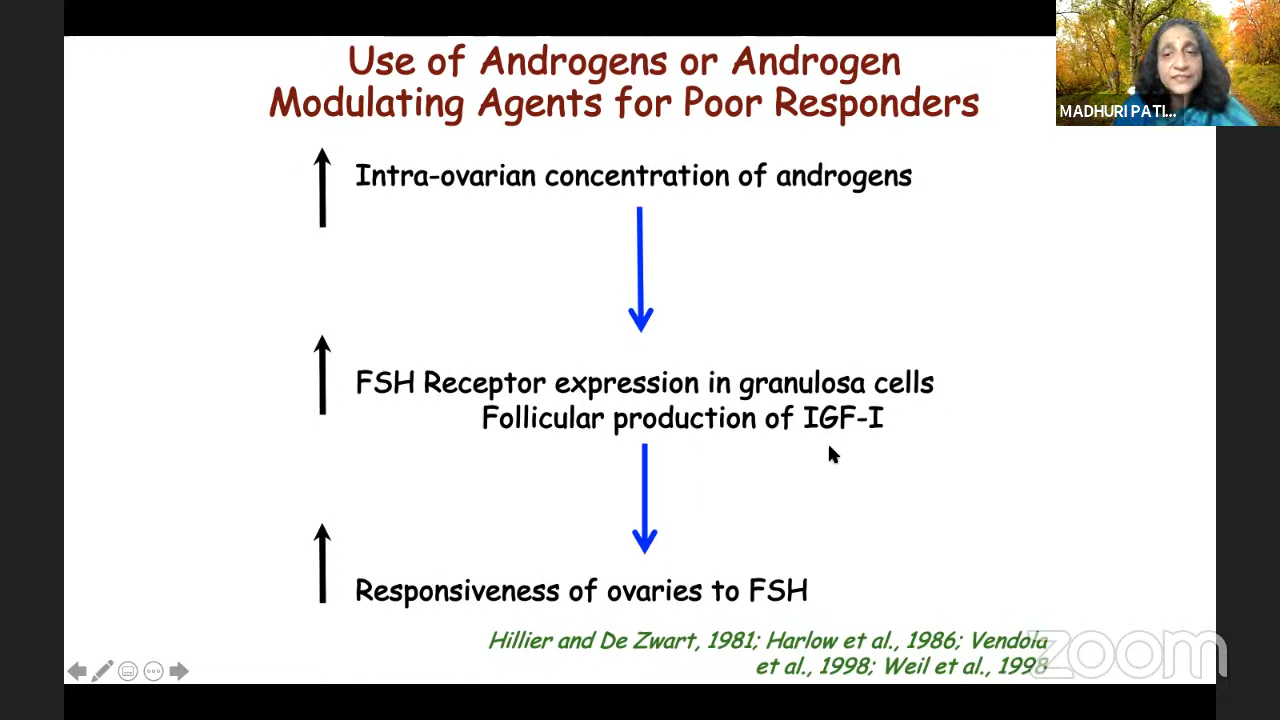 Use of Androgens or Androgen
Modulating Agents for Poor Responders
MADHURI PATI...
Intra-ovarian concentration of androgens
FSH Receptor expression in granulosa cells
Follicular production of IGF-I
Responsiveness of ovaries to FSH
Hillier and De Zwart, 1981; Harlow et al., 1986; Vendola
et al., 1998; Weil et al., 1998
zoom